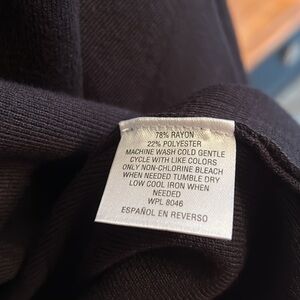 78% RAYON
22% POLYESTER
MACHINE WASH COLD GENTLE
CYCLE WITH LIKE COLORS
ONLY NON-CHLORINE BLEACH
WHEN NEEDED TUMBLE DRY
LOW COOL IRON WHEN
NEEDED
WPL 8046
ESPAÑOL EN REVERSO